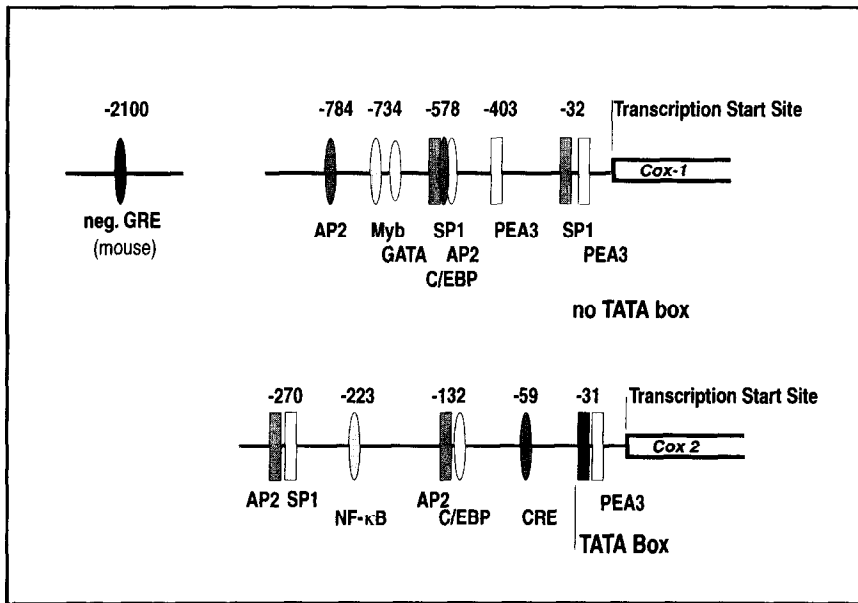 -2100 -784 -734 -578 -403 -32 Transcription Start Site
Cox-1
neg. GRE AP2 Myb SP1 PEA3 SP1
(mouse) GATA AP2 PEA3
C/EBP
no TATA box
-270 -223 -132 -59 -31 Transcription Start Site
Cox 2
AP2 SP1 AP2 PEA3
NF-κB C/EBP CRE
TATA Box